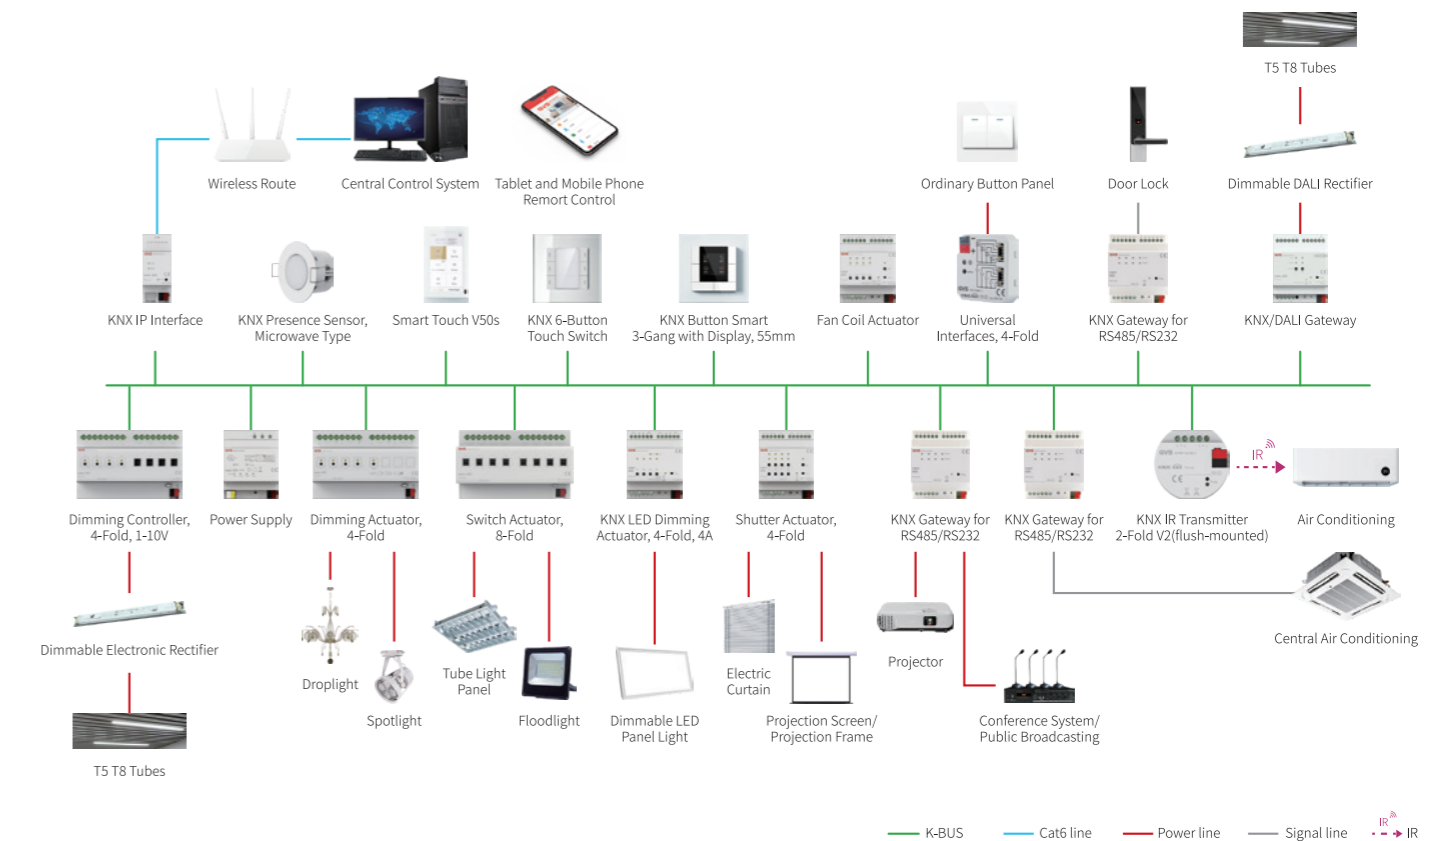 T5 T8 Tubes
Wireless Route
Central Control System
Tablet and Mobile Phone
Remort Control
Ordinary Button Panel
Door Lock
Dimmable DALI Rectifier
KNX IP Interface
KNX Presence Sensor,
Microwave Type
Smart Touch V50s
KNX 6-Button
Touch Switch
KNX Button Smart
3-Gang with Display, 55mm
Fan Coil Actuator
Universal
Interfaces, 4-Fold
KNX Gateway for
RS485/RS232
KNX/DALI Gateway
IR
Dimming Controller,
4-Fold, 1-10V
Power Supply
Dimming Actuator,
4-Fold
Switch Actuator,
8-Fold
KNX LED Dimming
Actuator, 4-Fold, 4A
Shutter Actuator,
4-Fold
KNX Gateway for
RS485/RS232
KNX Gateway for
RS485/RS232
KNX IR Transmitter
2-Fold V2(flush-mounted)
Air Conditioning
Dimmable Electronic Rectifier
Droplight
Spotlight
Tube Light
Panel
Floodlight
Dimmable LED
Panel Light
Electric
Curtain
Projection Screen/
Projection Frame
Projector
Conference System/
Public Broadcasting
Central Air Conditioning
T5 T8 Tubes
K-BUS
Cat6 line
Power line
Signal line
IR
IR